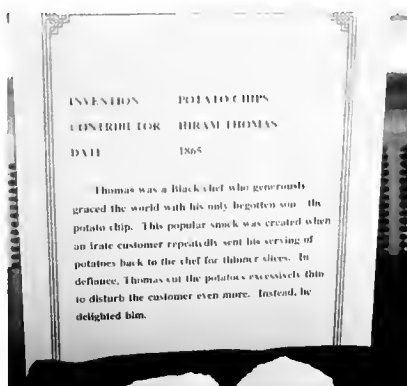 INVENTION POTATO CHIPS
CONTRIBUTOR HIRAM THOMAS
DATE 1865
Thomas was a Black chef who generously
graced the world with his only begotten son the
potato chip. This popular snack was created when
an irate customer repeatedly sent his serving of
potatoes back to the chef for thinner slices. In
defiance, Thomas cut the potatoes excessively thin
to disturb the customer even more. Instead, he
delighted him.